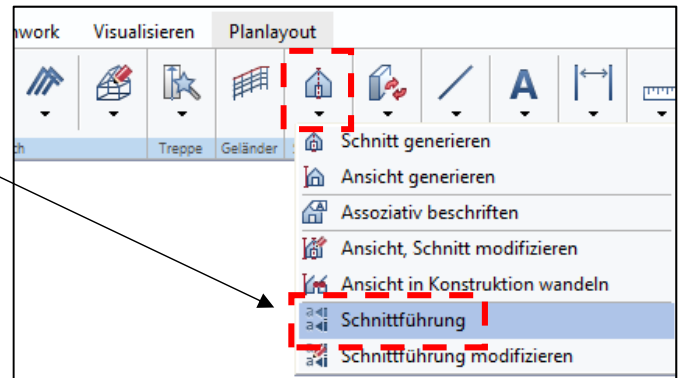 nwork Visualisieren Planlayout
A
ch Treppe Geländer
Schnitt generieren
Ansicht generieren
Assoziativ beschriften
Ansicht, Schnitt modifizieren
Ansicht in Konstruktion wandeln
Schnittführung
Schnittführung modifizieren